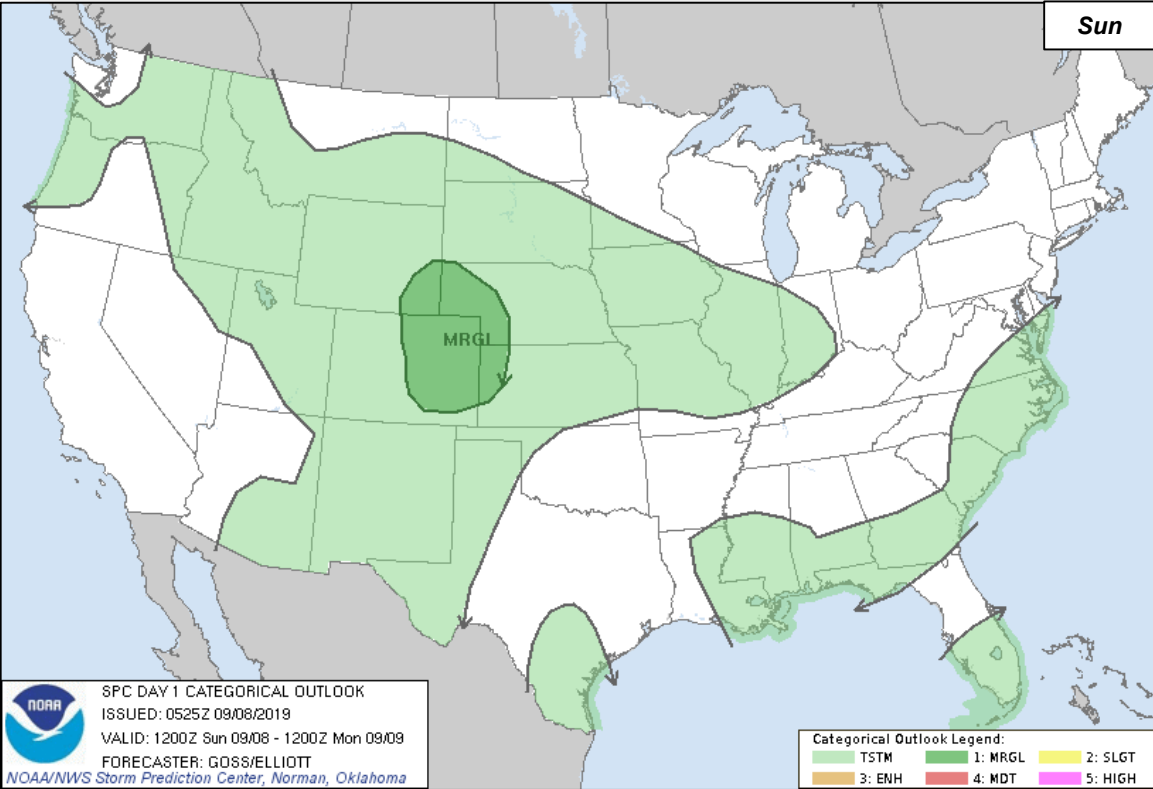 Sun
MRGL
NOAA
SPC DAY 1 CATEGORICAL OUTLOOK
ISSUED: 0525Z 09/08/2019
VALID: 1200Z Sun 09/08 - 1200Z Mon 09/09
FORECASTER: GOSS/ELLIOTT
NOAA/NWS Storm Prediction Center, Norman, Oklahoma
Categorical Outlook Legend:
TSTM 1: MRGL 2: SLGT
3: ENH 4: MDT 5: HIGH